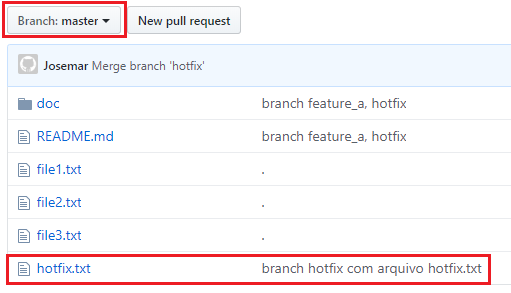 Branch: master New pull request
Josemar Merge branch 'hotfix'
doc branch feature_a, hotfix
README.md branch feature_a, hotfix
file1.txt .
file2.txt .
file3.txt .
hotfix.txt branch hotfix com arquivo hotfix.txt